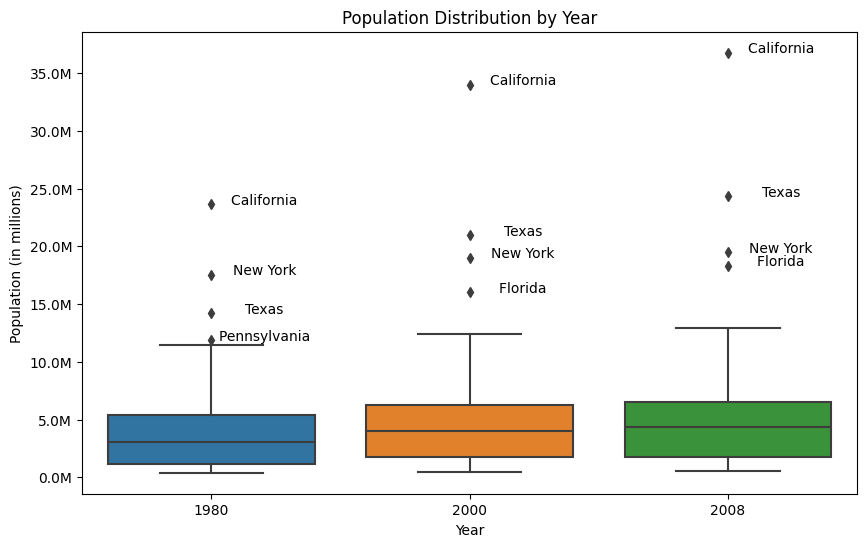 Population Distribution by Year
Population (in millions)
35.0M
30.0M
25.0M
20.0M
15.0M
10.0M
5.0M
0.0M
California
New York
Texas
Pennsylvania
California
Texas
New York
Florida
California
Texas
New York
Florida
1980
2000
2008
Year